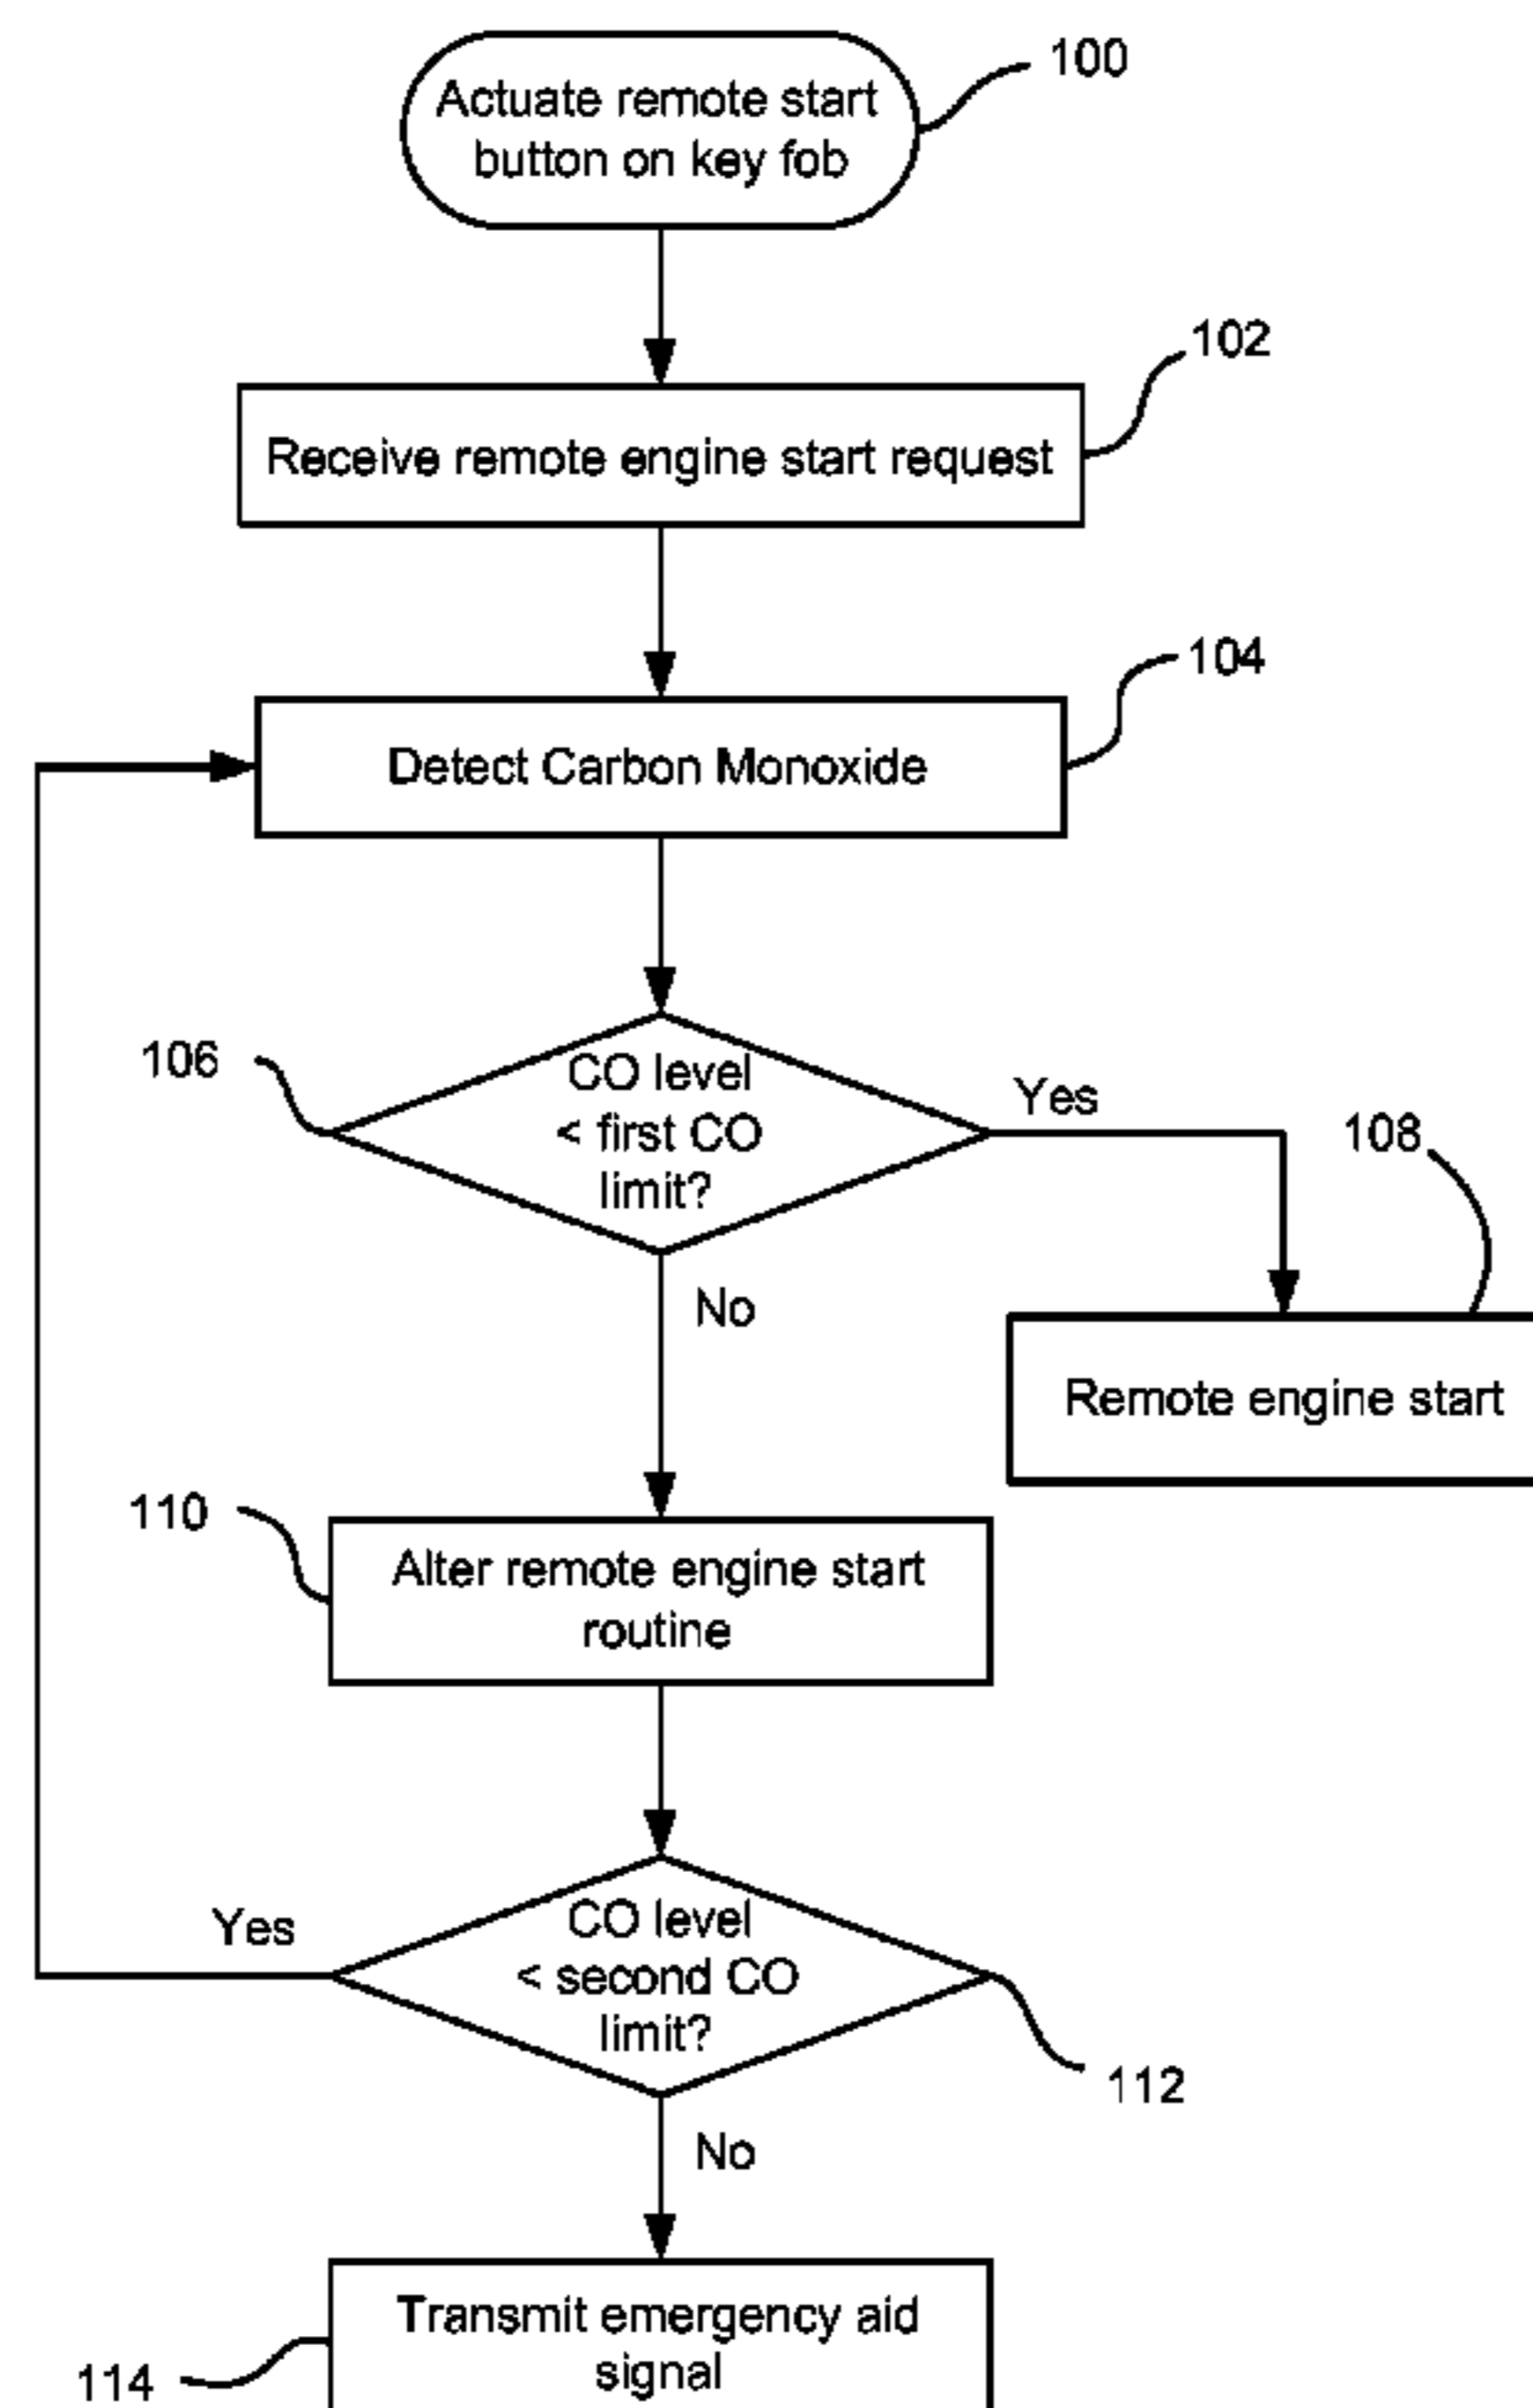 Actuate remote start
button on key fob
100
102
Receive remote engine start request
104
Detect Carbon Monoxide
106
CO level
< first CO
limit?
Yes
108
No
Remote engine start
110
Alter remote engine start
routine
Yes
CO level
< second CO
limit?
112
No
Transmit emergency aid
signal
114